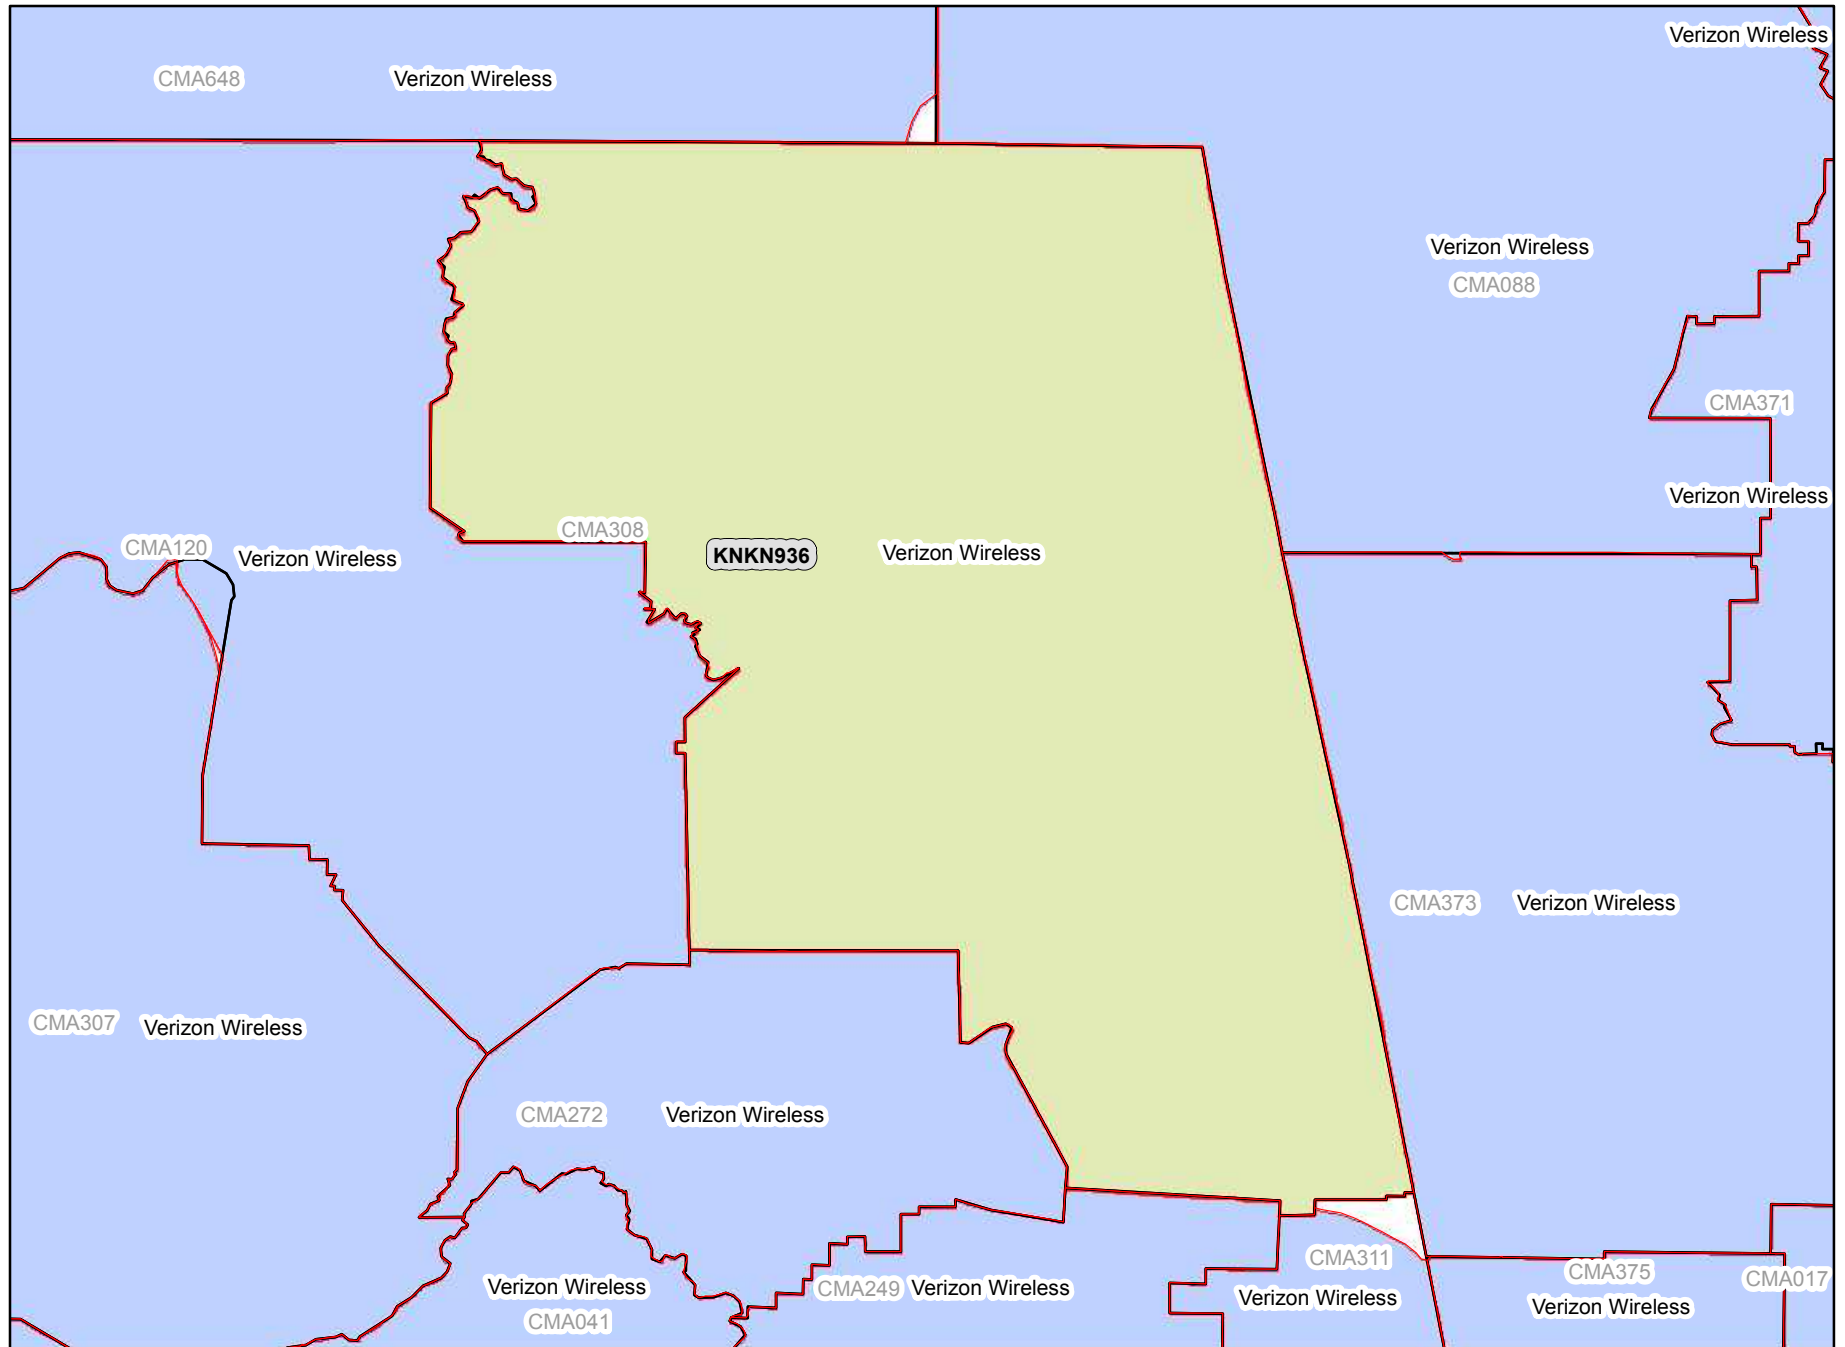 Verizon Wireless
CMA648
Verizon Wireless
Verizon Wireless
CMA088
CMA371
Verizon Wireless
CMA308
CMA120
Verizon Wireless
KNKN936
Verizon Wireless
CMA373
Verizon Wireless
CMA307
Verizon Wireless
CMA272
Verizon Wireless
CMA311
CMA375
CMA017
Verizon Wireless
CMA249
Verizon Wireless
Verizon Wireless
Verizon Wireless
CMA041